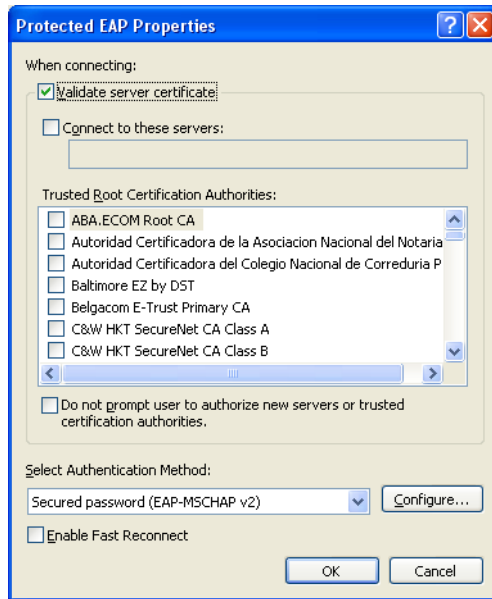 Protected EAP Properties
When connecting:
Validate server certificate
Connect to these servers:
Trusted Root Certification Authorities:
ABA.ECOM Root CA
Autoridad Certificadora de la Asociacion Nacional del Notaria
Autoridad Certificadora del Colegio Nacional de Correduria P
Baltimore EZ by DST
Belgacom E-Trust Primary CA
C&W HKT SecureNet CA Class A
C&W HKT SecureNet CA Class B
Do not prompt user to authorize new servers or trusted
certification authorities.
Select Authentication Method:
Secured password (EAP-MSCHAP v2)
Configure...
Enable Fast Reconnect
OK
Cancel